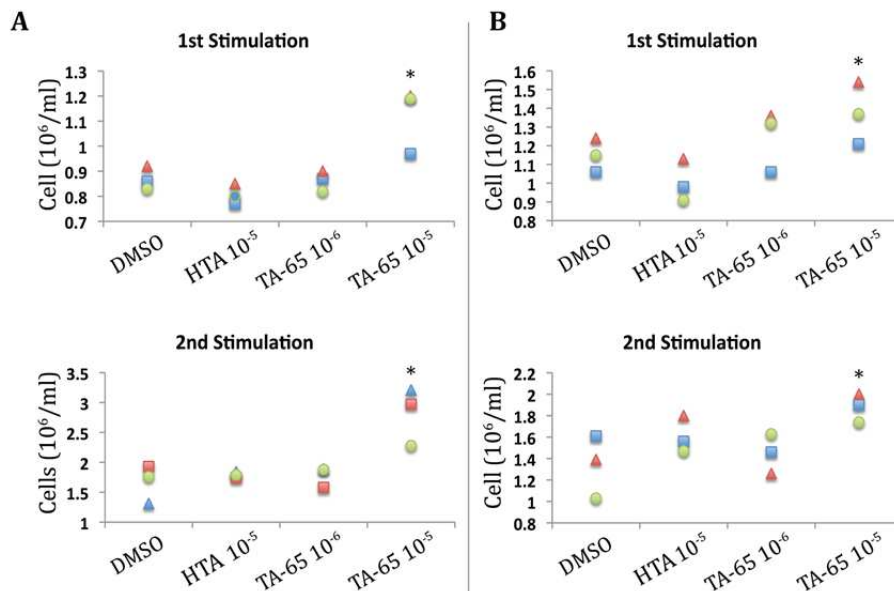 A
1st Stimulation
Cell (10⁶/ml)
1.3
1.2
1.1
1
0.9
0.8
0.7
*
DMSO
HTA 10⁻⁵
TA-65 10⁻⁶
TA-65 10⁻⁵
2nd Stimulation
Cells (10⁶/ml)
3.5
3
2.5
2
1.5
1
*
DMSO
HTA 10⁻⁵
TA-65 10⁻⁶
TA-65 10⁻⁵
B
1st Stimulation
Cell (10⁶/ml)
1.6
1.5
1.4
1.3
1.2
1.1
1
0.9
0.8
*
DMSO
HTA 10⁻⁵
TA-65 10⁻⁶
TA-65 10⁻⁵
2nd Stimulation
Cell (10⁶/ml)
2.2
2
1.8
1.6
1.4
1.2
1
0.8
*
DMSO
HTA 10⁻⁵
TA-65 10⁻⁶
TA-65 10⁻⁵